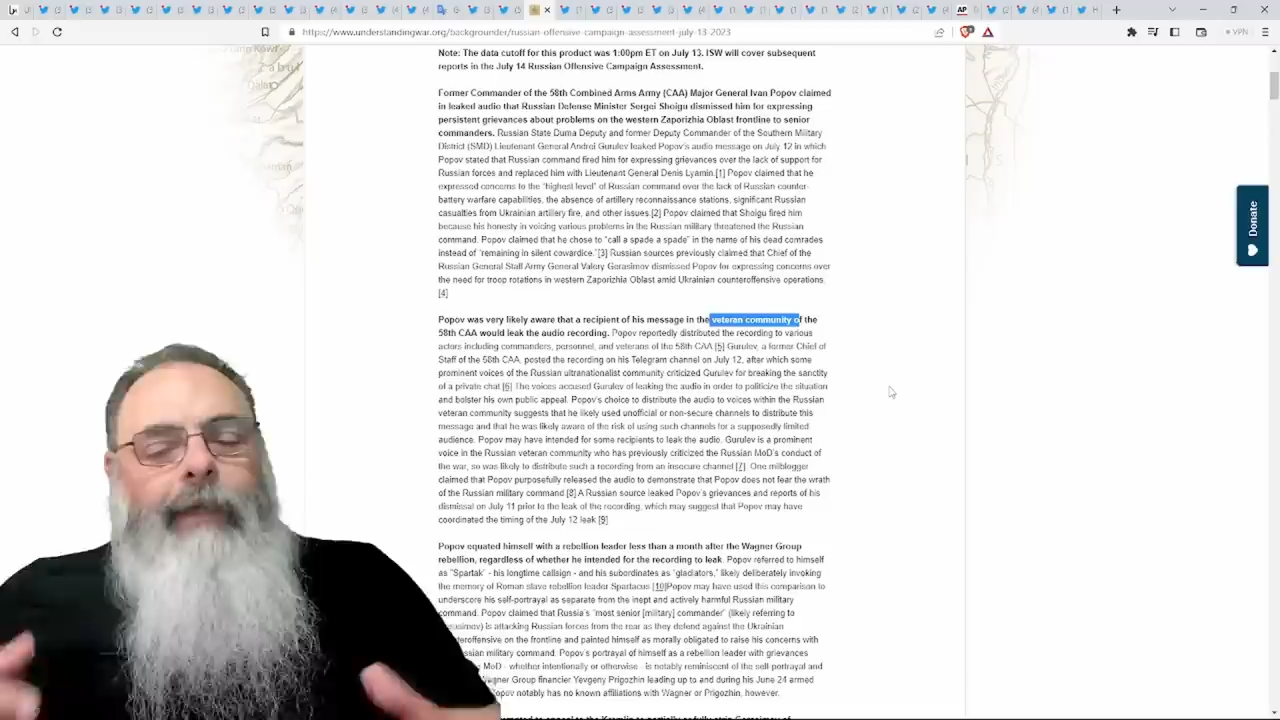 AP
https://www.understandingwar.org/backgrounder/russian-offensive-campaign-assessment-july-13-2023
VPN
Note: The data cutoff for this product was 1:00pm ET on July 13. ISW will cover subsequent
reports in the July 14 Russian Offensive Campaign Assessment.
Former Commander of the 58th Combined Arms Army (CAA) Major General Ivan Popov claimed
in leaked audio that Russian Defense Minister Sergei Shoigu dismissed him for expressing
persistent grievances about problems on the western Zaporizhia Oblast frontline to senior
commanders. Russian State Duma Deputy and former Deputy Commander of the Southern Military
District (SMD) Lieutenant General Andrei Gurulev leaked Popov's audio message on July 12 in which
Popov stated that Russian command fired him for expressing grievances over the lack of support for
Russian forces and replaced him with Lieutenant General Denis Lyamin.[1] Popov claimed that he
expressed concerns to the "highest level" of Russian command over the lack of Russian counter-
battery warfare capabilities, the absence of artillery reconnaissance stations, significant Russian
casualties from Ukrainian artillery fire, and other issues.[2] Popov claimed that Shoigu fired him
because his honesty in voicing various problems in the Russian military threatened the Russian
command. Popov claimed that he chose to "call a spade a spade" in the name of his dead comrades
instead of "remaining in silent cowardice."[3] Russian sources previously claimed that Chief of the
Russian General Staff Army General Valery Gerasimov dismissed Popov for expressing concerns over
the need for troop rotations in western Zaporizhia Oblast amid Ukrainian counteroffensive operations.
[4]
Popov was very likely aware that a recipient of his message in the veteran community of the
58th CAA would leak the audio recording. Popov reportedly distributed the recording to various
actors including commanders, personnel, and veterans of the 58th CAA.[5] Gurulev, a former Chief of
Staff of the 58th CAA, posted the recording on his Telegram channel on July 12, after which some
prominent voices of the Russian ultranationalist community criticized Gurulev for breaking the sanctity
of a private chat.[6] The voices accused Gurulev of leaking the audio in order to politicize the situation
and bolster his own public appeal. Popov's choice to distribute the audio to voices within the Russian
veteran community suggests that he likely used unofficial or non-secure channels to distribute this
message and that he was likely aware of the risk of using such channels for a supposedly limited
audience. Popov may have intended for some recipients to leak the audio. Gurulev is a prominent
voice in the Russian veteran community who has previously criticized the Russian MoD's conduct of
the war, so was likely to distribute such a recording from an insecure channel.[7] One milblogger
claimed that Popov purposefully released the audio to demonstrate that Popov does not fear the wrath
of the Russian military command.[8] A Russian source leaked Popov's grievances and reports of his
dismissal on July 11 prior to the leak of the recording, which may suggest that Popov may have
coordinated the timing of the July 12 leak.[9]
Popov equated himself with a rebellion leader less than a month after the Wagner Group
rebellion, regardless of whether he intended for the recording to leak. Popov referred to himself
as "Spartak" - his longtime callsign - and his subordinates as "gladiators," likely deliberately invoking
the memory of Roman slave rebellion leader Spartacus.[10]Popov may have used this comparison to
underscore his self-portrayal as separate from the inept and actively harmful Russian military
command. Popov claimed that Russia's "most senior [military] commander" (likely referring to
is attacking Russian forces from the rear as they defend against the Ukrainian
on the frontline and painted himself as morally obligated to raise his concerns with
military command. Popov's portrayal of himself as a rebellion leader with grievances
MoD - whether intentionally or otherwise - is notably reminiscent of the self-portrayal and
Group financier Yevgeny Prigozhin leading up to and during his June 24 armed
Popov notably has no known affiliations with Wagner or Prigozhin, however.
Donate